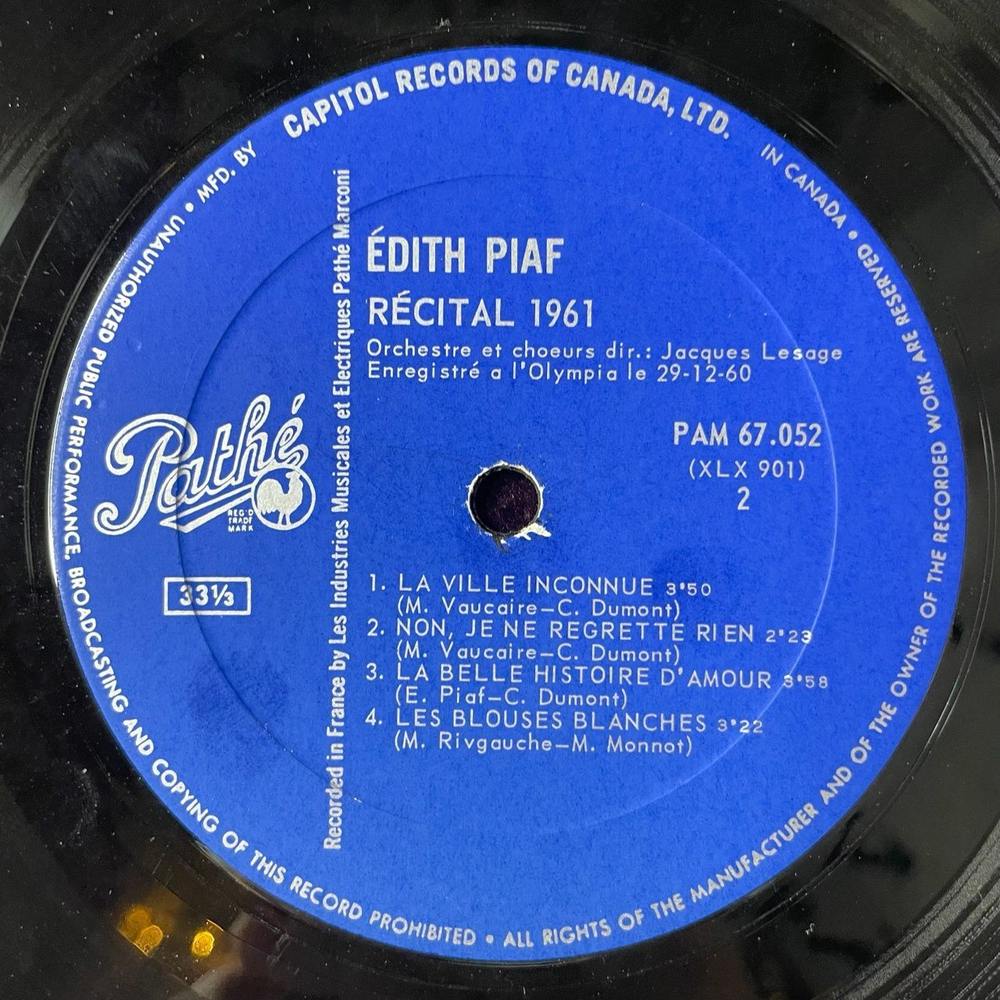 MFD. BY CAPITOL RECORDS OF CANADA, LTD. IN CANADA • ALL RIGHTS OF THE MANUFACTURER AND OF THE OWNER OF THE RECORDED WORK ARE RESERVED • UNAUTHORIZED PUBLIC PERFORMANCE, BROADCASTING AND COPYING OF THIS RECORD PROHIBITED •
Recorded in France by Les Industries Musicales et Electriques Pathé Marconi
ÉDITH PIAF
RÉCITAL 1961
Orchestre et choeurs dir.: Jacques Lesage
Enregistré a l'Olympia le 29-12-60
Pathé
REG'D
TRADE
MARK
33⅓
PAM 67.052
(XLX 901)
2
1. LA VILLE INCONNUE 3'50
(M. Vaucaire–C. Dumont)
2. NON, JE NE REGRETTE RIEN 2'23
(M. Vaucaire–C. Dumont)
3. LA BELLE HISTOIRE D'AMOUR 3'58
(E. Piaf–C. Dumont)
4. LES BLOUSES BLANCHES 3'22
(M. Rivgauche–M. Monnot)